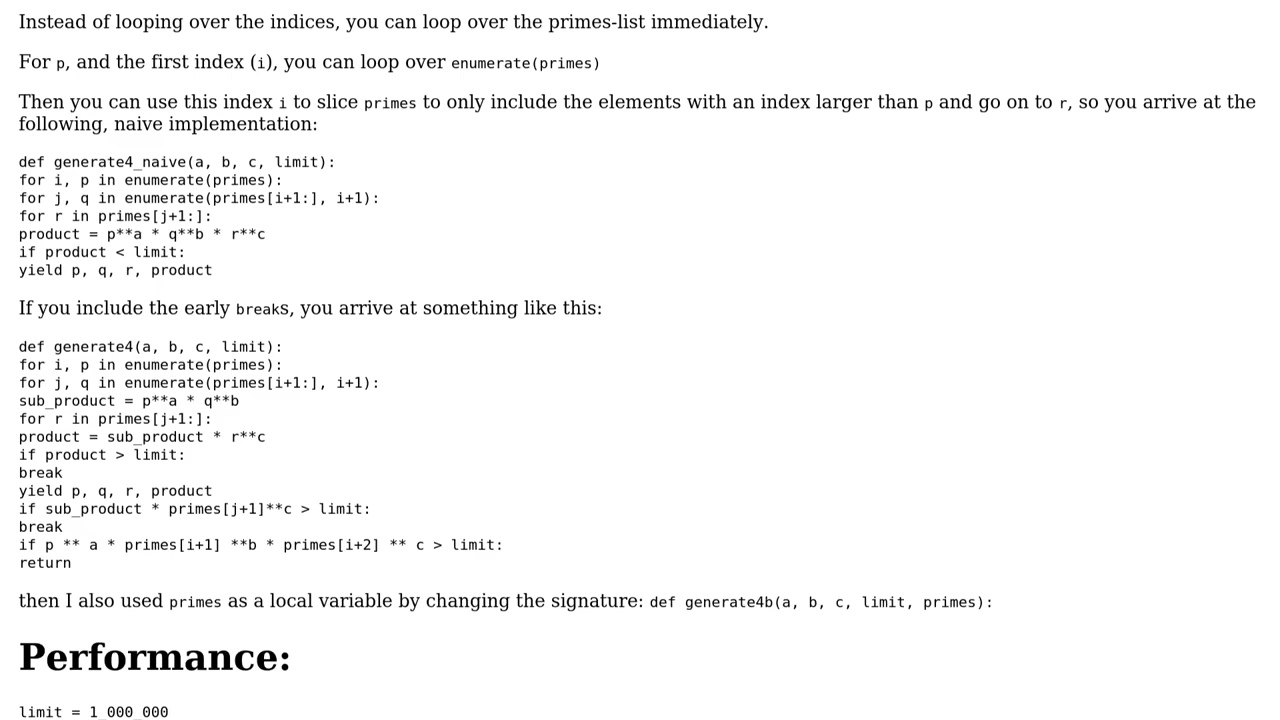 Instead of looping over the indices, you can loop over the primes-list immediately.
For p, and the first index (i), you can loop over enumerate(primes)
Then you can use this index i to slice primes to only include the elements with an index larger than p and go on to r, so you arrive at the
following, naive implementation:
def generate4_naive(a, b, c, limit):
for i, p in enumerate(primes):
for j, q in enumerate(primes[i+1:], i+1):
for r in primes[j+1:]:
product = p**a * q**b * r**c
if product < limit:
yield p, q, r, product
If you include the early breaks, you arrive at something like this:
def generate4(a, b, c, limit):
for i, p in enumerate(primes):
for j, q in enumerate(primes[i+1:], i+1):
sub_product = p**a * q**b
for r in primes[j+1:]:
product = sub_product * r**c
if product > limit:
break
yield p, q, r, product
if sub_product * primes[j+1]**c > limit:
break
if p ** a * primes[i+1] **b * primes[i+2] ** c > limit:
return
then I also used primes as a local variable by changing the signature: def generate4b(a, b, c, limit, primes):
Performance:
limit = 1_000_000